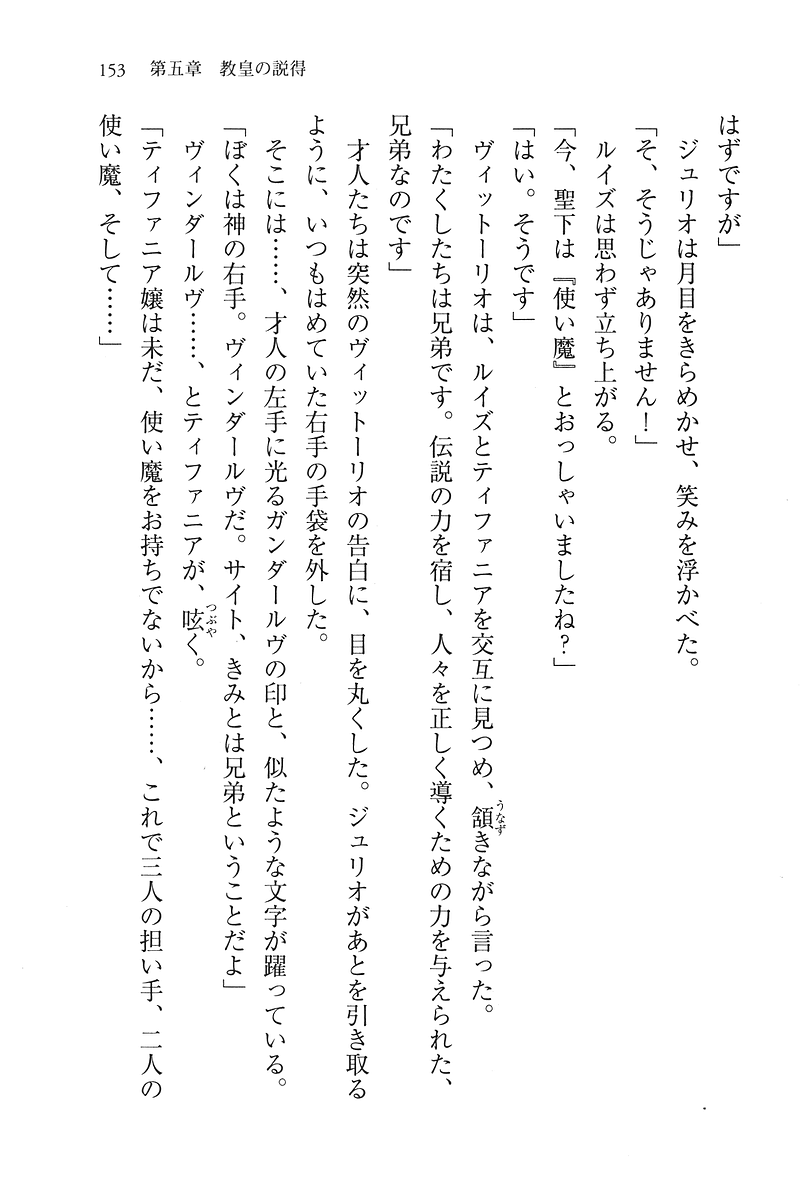 153　第五章　教皇の説得
はずですが」
　ジュリオは月目をきらめかせ、笑みを浮かべた。
「そ、そうじゃありません！」
　ルイズは思わず立ち上がる。
「今、聖下は『使い魔』とおっしゃいましたね？」
「はい。そうです」
　ヴィットーリオは、ルイズとティファニアを交互に見つめ、頷きながら言った。
「わたくしたちは兄弟です。伝説の力を宿し、人々を正しく導くための力を与えられた、
兄弟なのです」
　才人たちは突然のヴィットーリオの告白に、目を丸くした。ジュリオがあとを引き取る
ように、いつもはめていた右手の手袋を外した。
　そこには……、才人の左手に光るガンダールヴの印と、似たような文字が躍っている。
「ぼくは神の右手。ヴィンダールヴだ。サイト、きみとは兄弟ということだよ」
　ヴィンダールヴ……、とティファニアが、呟く。
「ティファニア嬢は未だ、使い魔をお持ちでないから……、これで三人の担い手、二人の
使い魔、そして……」